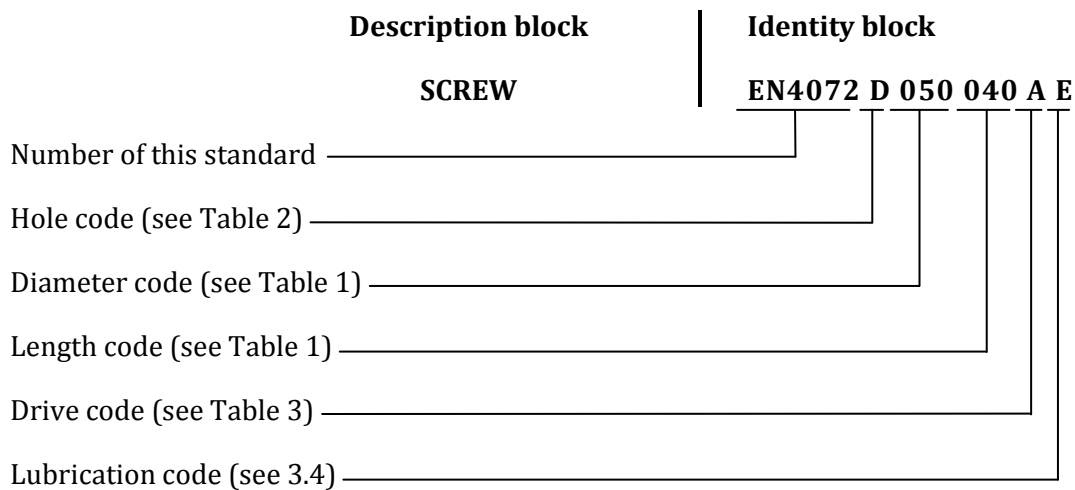 Description block Identity block
SCREW EN4072 D 050 040 A E
Number of this standard
Hole code (see Table 2)
Diameter code (see Table 1)
Length code (see Table 1)
Drive code (see Table 3)
Lubrication code (see 3.4)